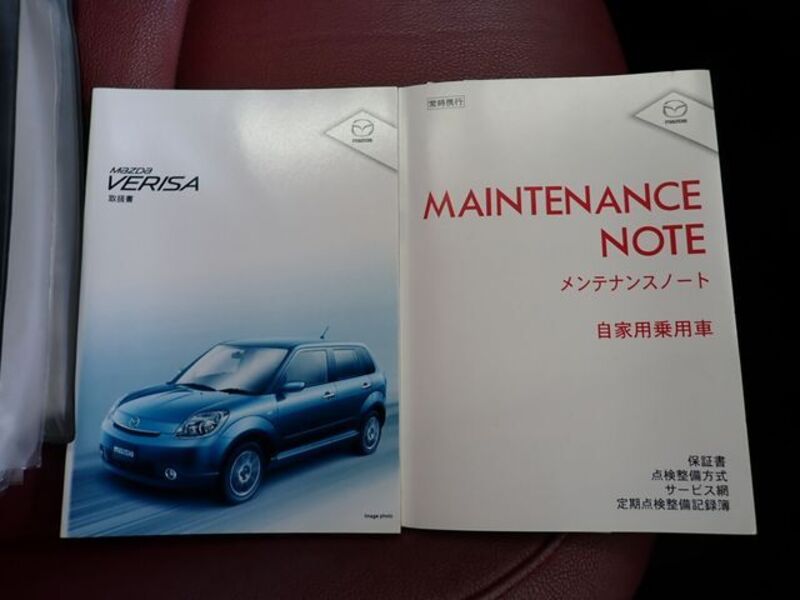 mazda
VERISA
取扱書
mazda
Image photo
常時携行
mazda
MAINTENANCE
NOTE
メンテナンスノート
自家用乗用車
保証書
点検整備方式
サービス網
定期点検整備記録簿